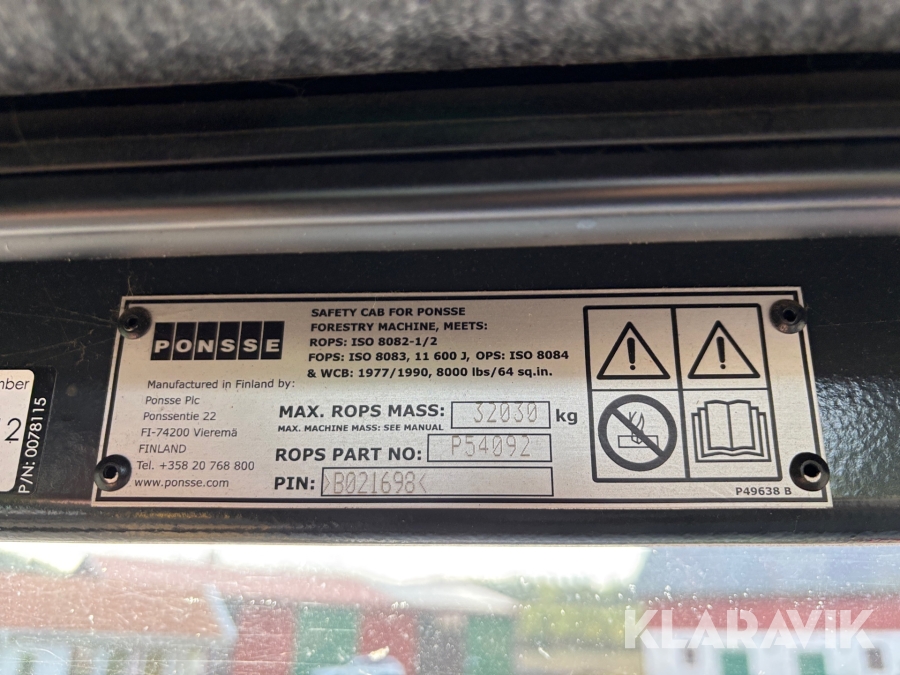 PONSSE
Manufactured in Finland by:
Ponsse Plc
Ponssentie 22
FI-74200 Vieremä
FINLAND
Tel. +358 20 768 800
www.ponsse.com
SAFETY CAB FOR PONSSE
FORESTRY MACHINE, MEETS:
ROPS: ISO 8082-1/2
FOPS: ISO 8083, 11 600 J, OPS: ISO 8084
& WCB: 1977/1990, 8000 lbs/64 sq.in.
MAX. ROPS MASS: 32030 kg
MAX. MACHINE MASS: SEE MANUAL
ROPS PART NO: P54092
PIN: >B021698<
P49638 B
mber
2
P/N: 0078115
KLARAVIK